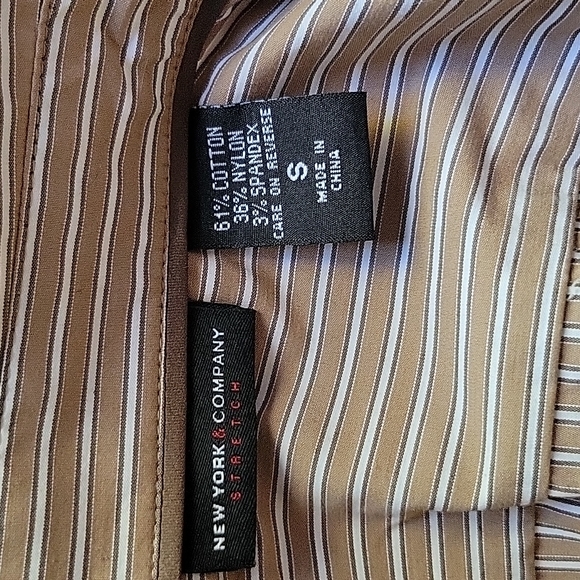 61% COTTON
36% NYLON
3% SPANDEX
CARE ON REVERSE
S
MADE IN
CHINA
NEW YORK & COMPANY
STRETCH